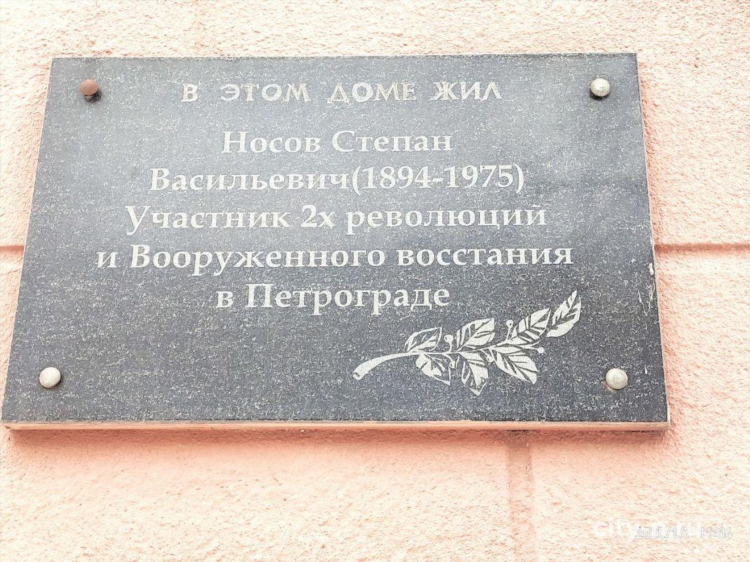 В ЭТОМ ДОМЕ ЖИЛ
Носов Степан
Васильевич(1894-1975)
Участник 2х революций
и Вооруженного восстания
в Петрограде